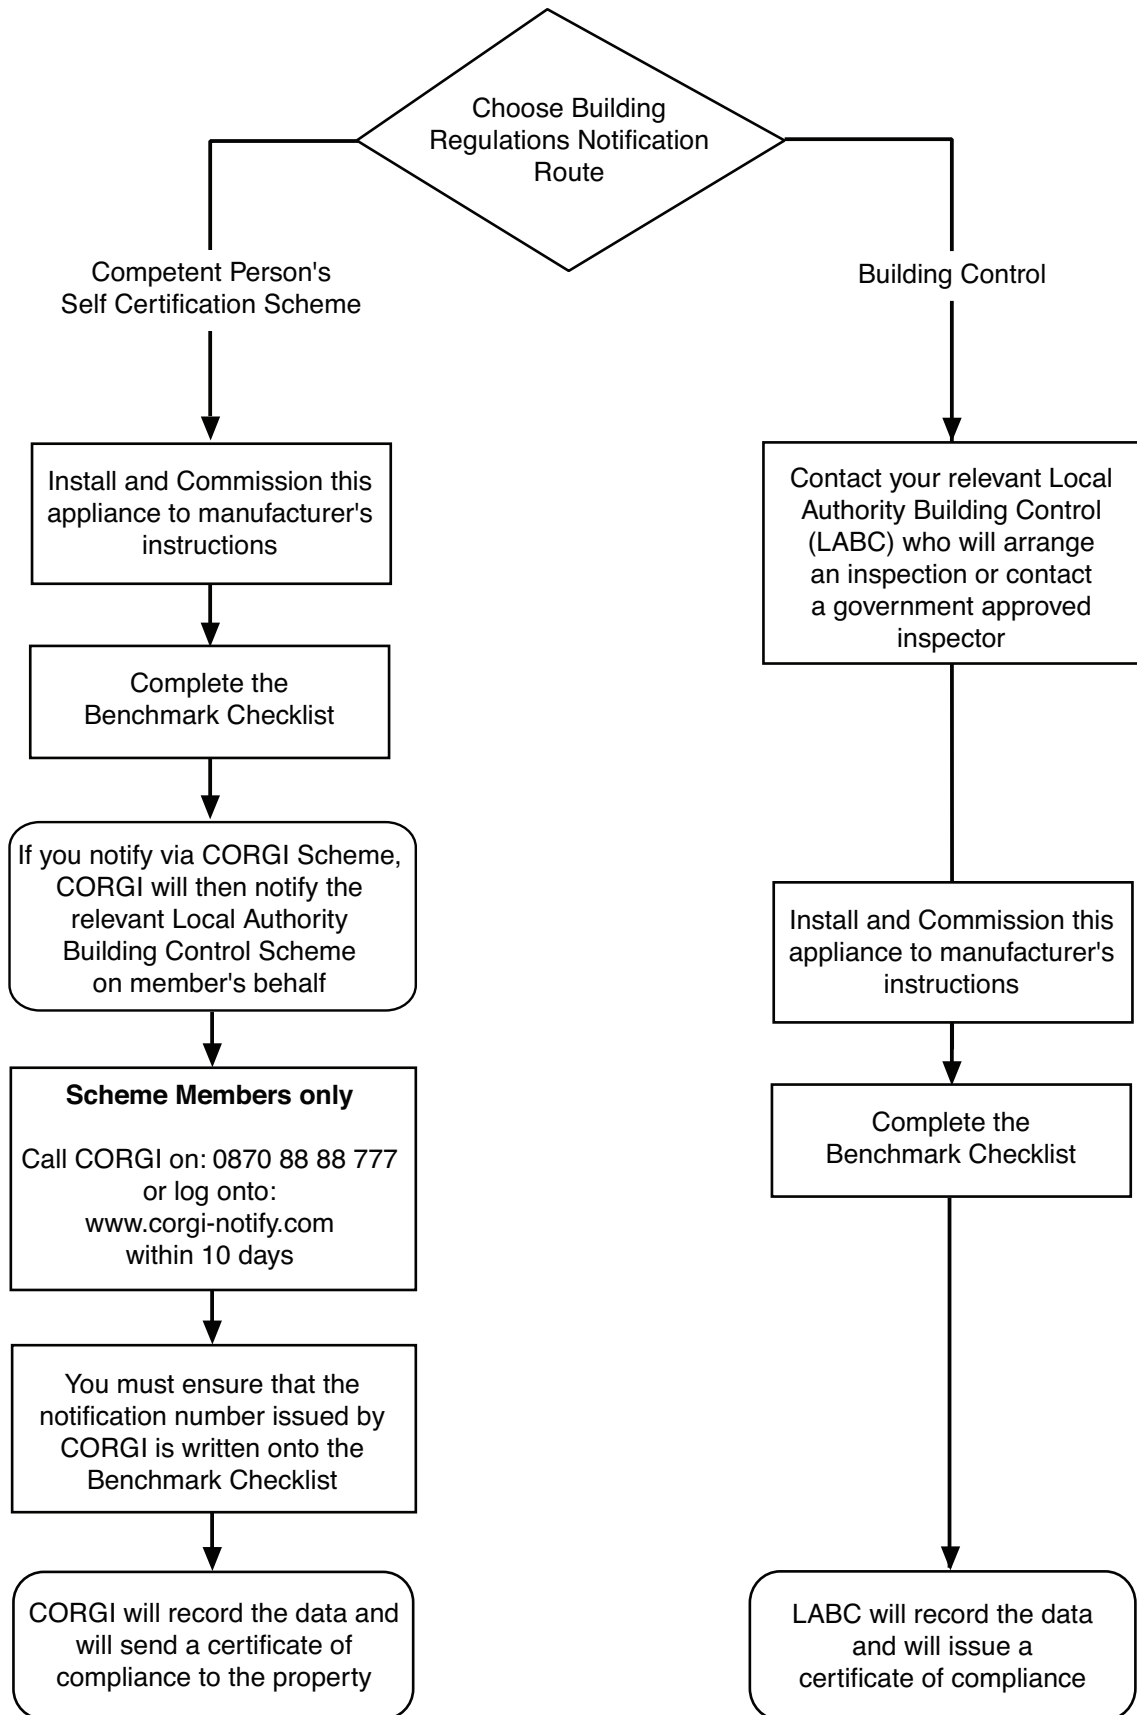 Choose Building
Regulations Notification
Route
Competent Person's
Self Certification Scheme
Building Control
Install and Commission this
appliance to manufacturer's
instructions
Complete the
Benchmark Checklist
If you notify via CORGI Scheme,
CORGI will then notify the
relevant Local Authority
Building Control Scheme
on member's behalf
Scheme Members only
Call CORGI on: 0870 88 88 777
or log onto:
www.corgi-notify.com
within 10 days
You must ensure that the
notification number issued by
CORGI is written onto the
Benchmark Checklist
CORGI will record the data and
will send a certificate of
compliance to the property
Contact your relevant Local
Authority Building Control
(LABC) who will arrange
an inspection or contact
a government approved
inspector
Install and Commission this
appliance to manufacturer's
instructions
Complete the
Benchmark Checklist
LABC will record the data
and will issue a
certificate of compliance